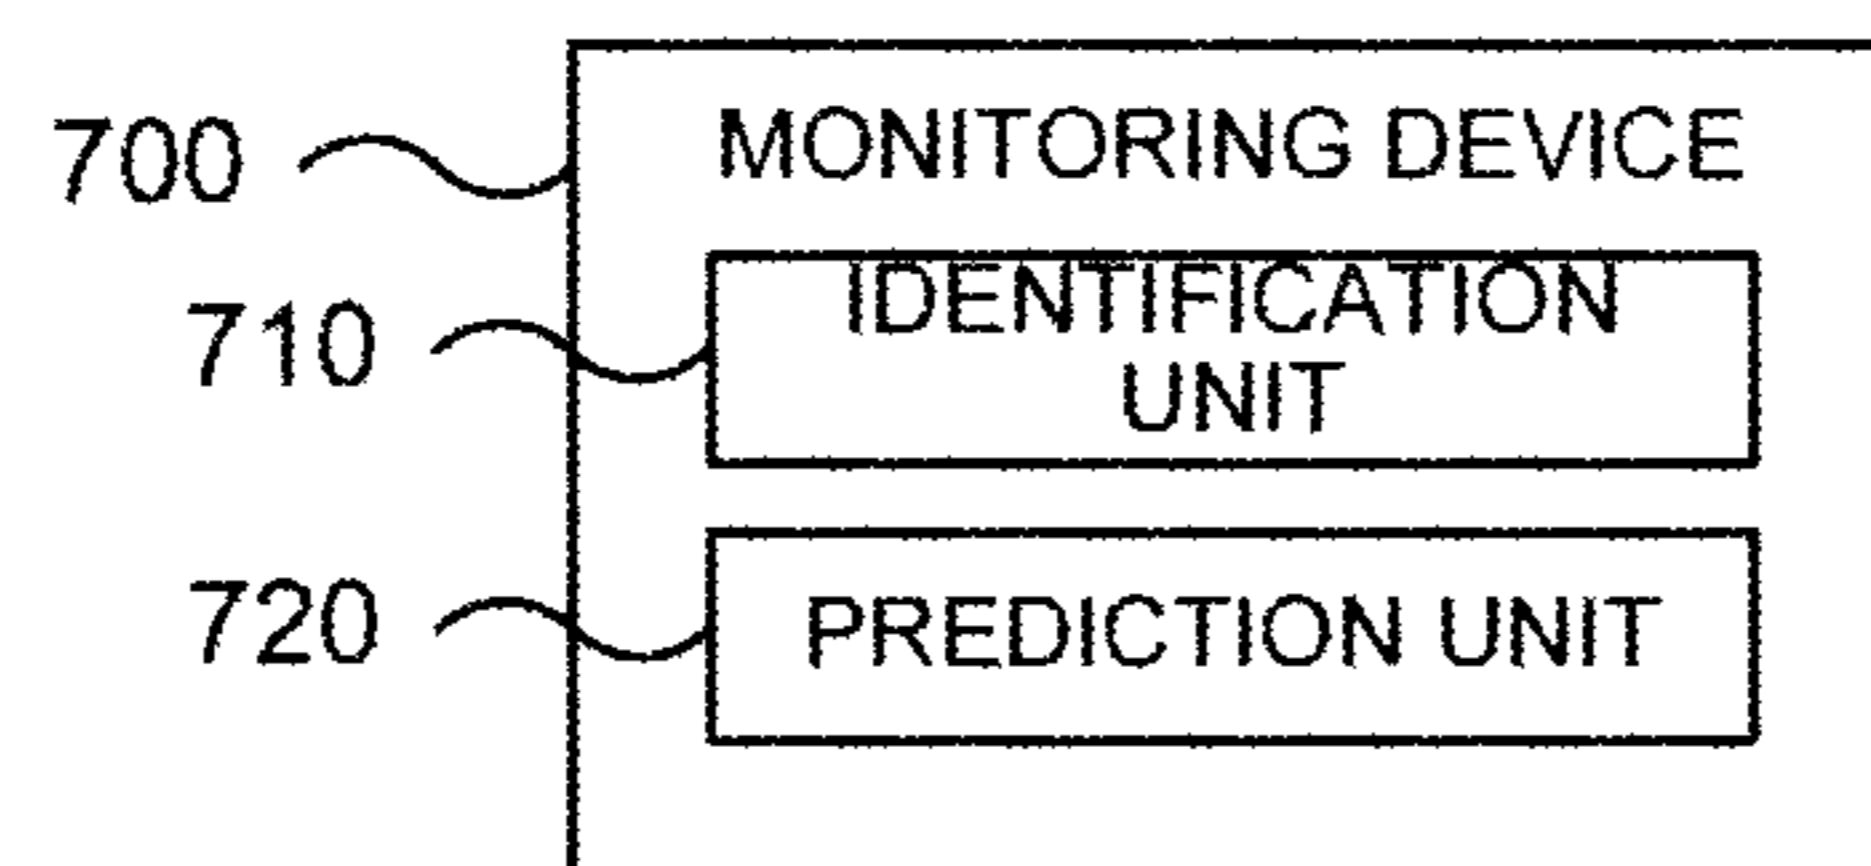 700 MONITORING DEVICE
710 IDENTIFICATION
UNIT
720 PREDICTION UNIT